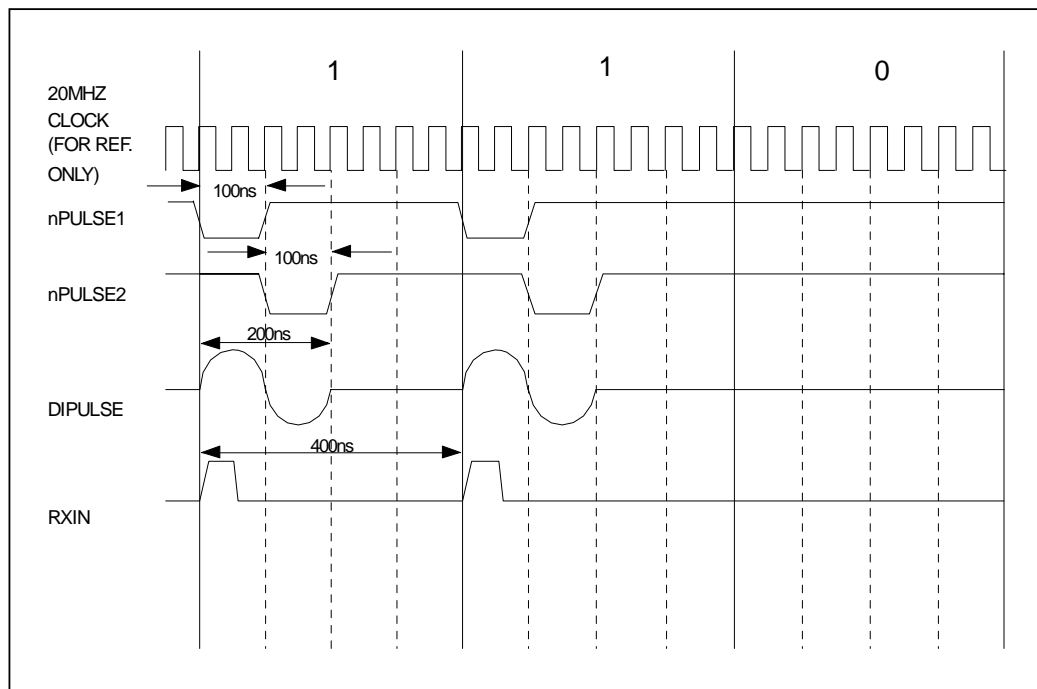 1 1 0
20MHZ
CLOCK
(FOR REF.
ONLY)
100ns
nPULSE1
100ns
nPULSE2
200ns
DIPULSE
400ns
RXIN